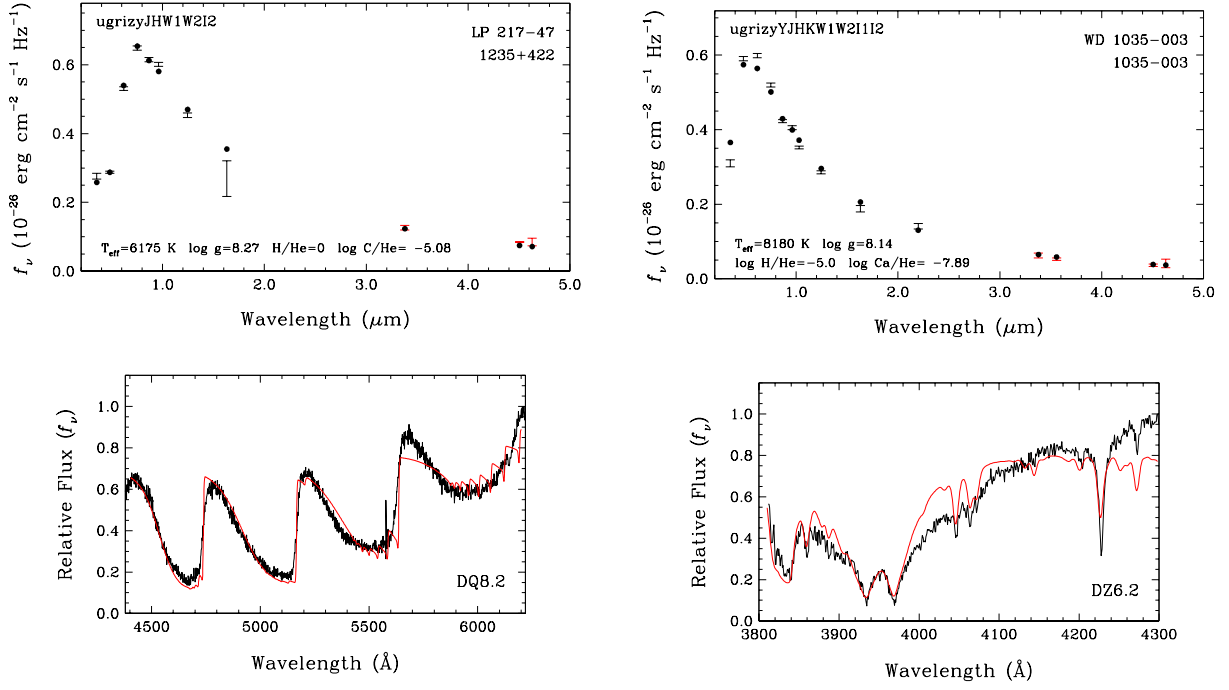 ugrizyJHW1W2I2
LP 217−47
1235+422
T_eff=6175 K log g=8.27 H/He=0 log C/He= −5.08
f_ν (10^−26 erg cm^−2 s^−1 Hz^−1)
0.6
0.4
0.2
0.0
1.0 2.0 3.0 4.0 5.0
Wavelength (μm)
ugrizyYJHKW1W2I1I2
WD 1035−003
1035−003
T_eff=8180 K log g=8.14
log H/He=−5.0 log Ca/He= −7.89
f_ν (10^−26 erg cm^−2 s^−1 Hz^−1)
0.6
0.4
0.2
0.0
1.0 2.0 3.0 4.0 5.0
Wavelength (μm)
Relative Flux (f_ν)
1.0
0.8
0.6
0.4
0.2
0.0
DQ8.2
4500 5000 5500 6000
Wavelength (Å)
Relative Flux (f_ν)
1.0
0.8
0.6
0.4
0.2
0.0
DZ6.2
3800 3900 4000 4100 4200 4300
Wavelength (Å)